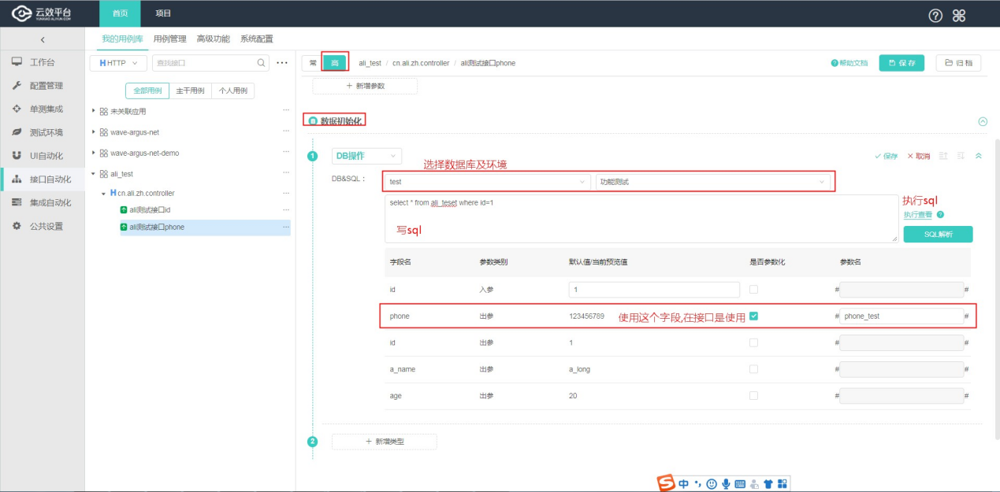 云效平台 首页 项目
YUNXIAO.ALIYUN.COM
我的用例库 用例管理 高级功能 系统配置
工作台
配置管理
单测集成
测试环境
UI自动化
接口自动化
集成自动化
公共设置
HTTP 查找接口
全部用例 主干用例 个人用例
未关联应用
wave-argus-net
wave-argus-net-demo
ali_test
cn.ali.zh.controller
ali测试接口id
ali测试接口phone
常 高 ali_test / cn.ali.zh.controller / ali测试接口phone 帮助文档 保存 归档
+ 新增参数
数据初始化
1 DB操作 保存 取消
选择数据库及环境
DB&SQL： test 功能测试
select * from ali_teset where id=1
写sql
执行sql
执行查看
SQL解析
字段名 参数类别 默认值/当前预览值 是否参数化 参数名
id 入参 1 # #
phone 出参 123456789 使用这个字段,在接口是使用 # phone_test #
id 出参 1 # #
a_name 出参 a_long # #
age 出参 20 # #
2 + 新增类型
S 中